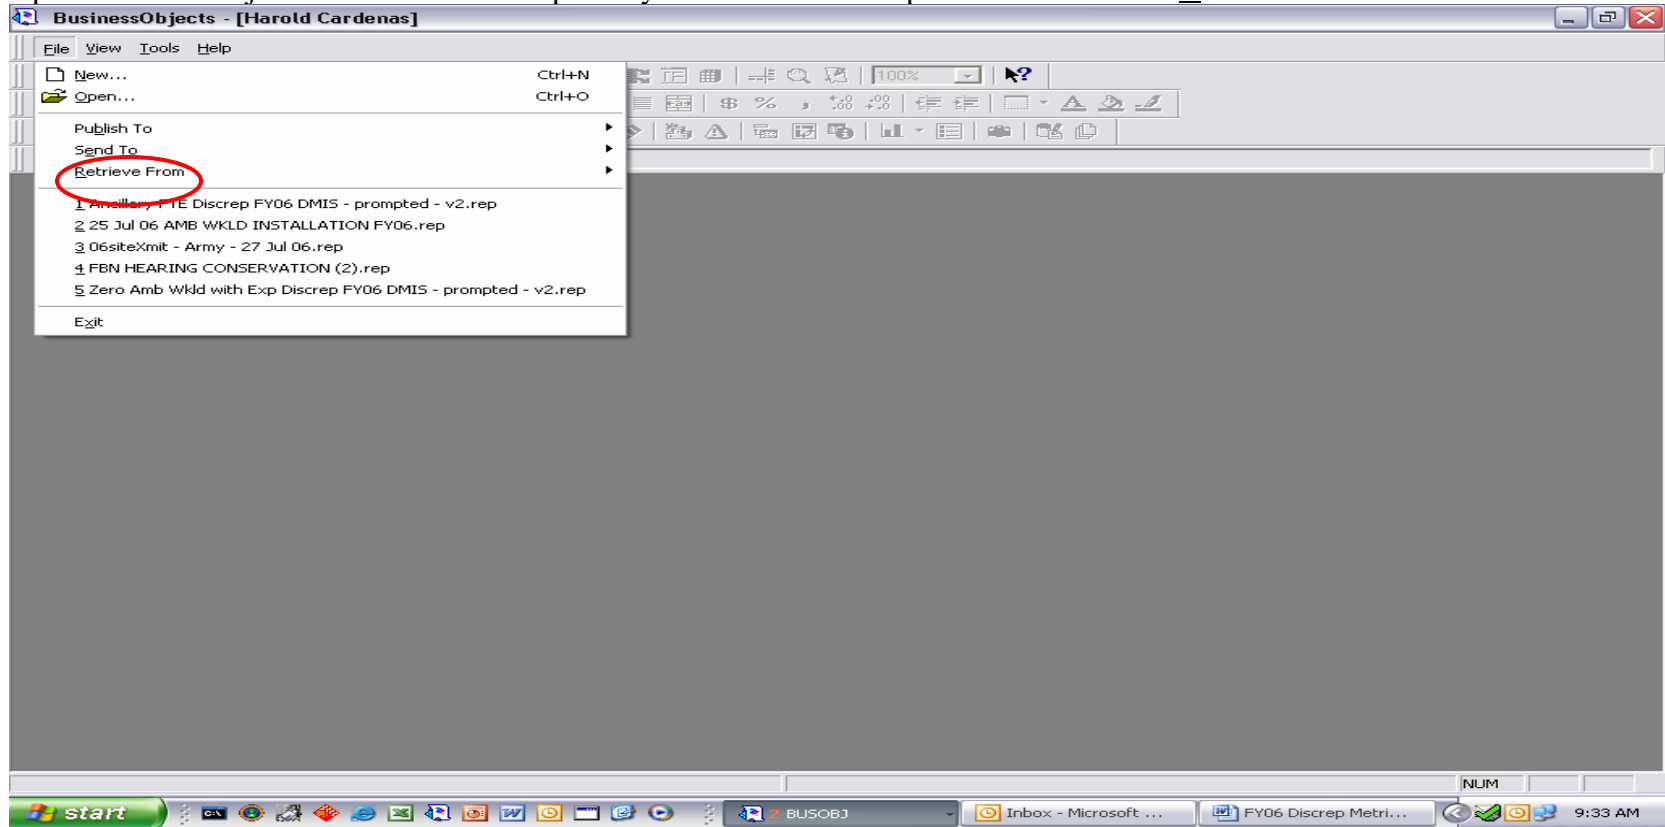 BusinessObjects - [Harold Cardenas]
File View Tools Help
New... Ctrl+N
100%
Open... Ctrl+O
Publish To
Send To
Retrieve From
1 Ancillary FTE Discrep FY06 DMIS - prompted - v2.rep
2 25 Jul 06 AMB WKLD INSTALLATION FY06.rep
3 06siteXmit - Army - 27 Jul 06.rep
4 FBN HEARING CONSERVATION (2).rep
5 Zero Amb Wkld with Exp Discrep FY06 DMIS - prompted - v2.rep
Exit
NUM
start 2 BUSOBJ Inbox - Microsoft ... FY06 Discrep Metri... 9:33 AM